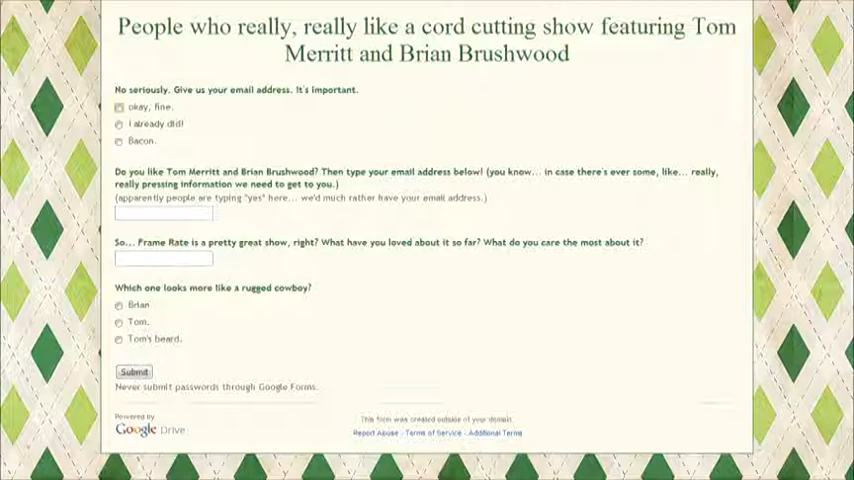 People who really, really like a cord cutting show featuring Tom
Merritt and Brian Brushwood
No seriously. Give us your email address. It's important.
okay, fine.
I already did!
Bacon.
Do you like Tom Merritt and Brian Brushwood? Then type your email address below! (you know... in case there's ever some, like... really,
really pressing information we need to get to you.)
(apparently people are typing "yes" here... we'd much rather have your email address.)
So... Frame Rate is a pretty great show, right? What have you loved about it so far? What do you care the most about it?
Which one looks more like a rugged cowboy?
Brian
Tom.
Tom's beard.
Submit
Never submit passwords through Google Forms.
Powered by
Google Drive
This form was created outside of your domain.
Report Abuse - Terms of Service - Additional Terms